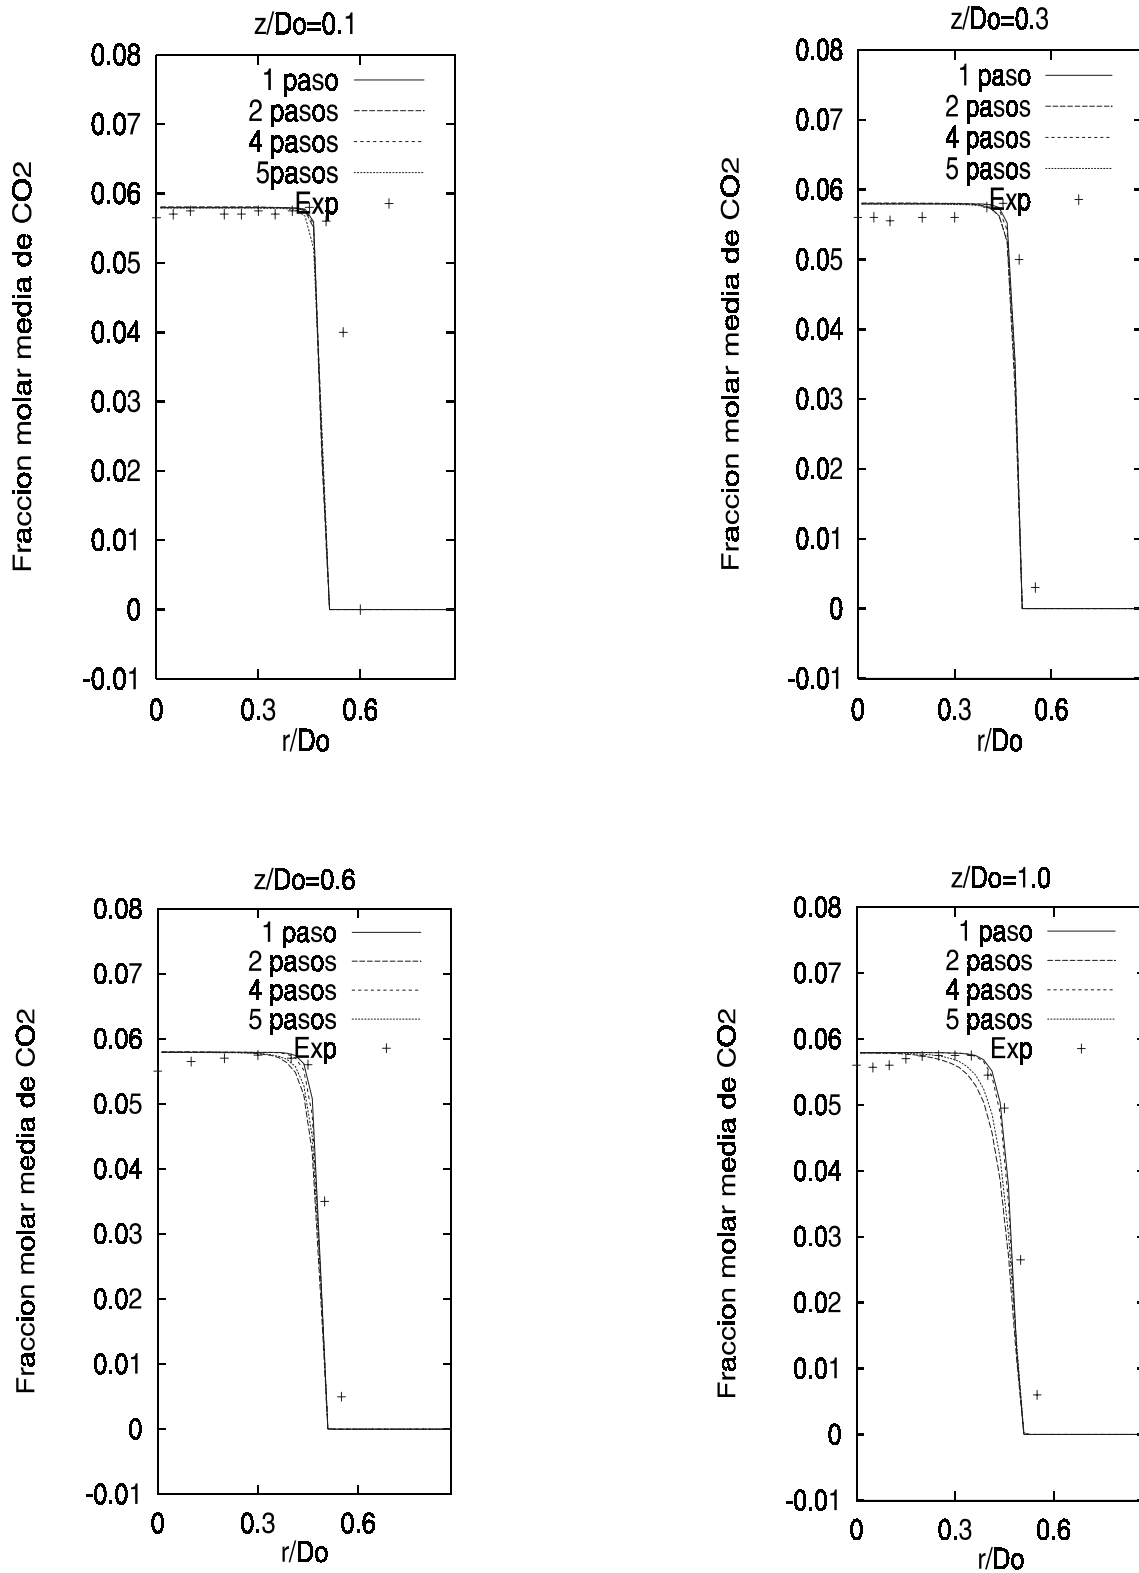 z/Do=0.1
0.08
0.07
0.06
0.05
0.04
0.03
0.02
0.01
0
-0.01
0 0.3 0.6
r/Do
Fraccion molar media de CO2
1 paso
2 pasos
4 pasos
5pasos
Exp
z/Do=0.3
0.08
0.07
0.06
0.05
0.04
0.03
0.02
0.01
0
-0.01
0 0.3 0.6
r/Do
Fraccion molar media de CO2
1 paso
2 pasos
4 pasos
5 pasos
Exp
z/Do=0.6
0.08
0.07
0.06
0.05
0.04
0.03
0.02
0.01
0
-0.01
0 0.3 0.6
r/Do
Fraccion molar media de CO2
1 paso
2 pasos
4 pasos
5 pasos
Exp
z/Do=1.0
0.08
0.07
0.06
0.05
0.04
0.03
0.02
0.01
0
-0.01
0 0.3 0.6
r/Do
Fraccion molar media de CO2
1 paso
2 pasos
4 pasos
5 pasos
Exp